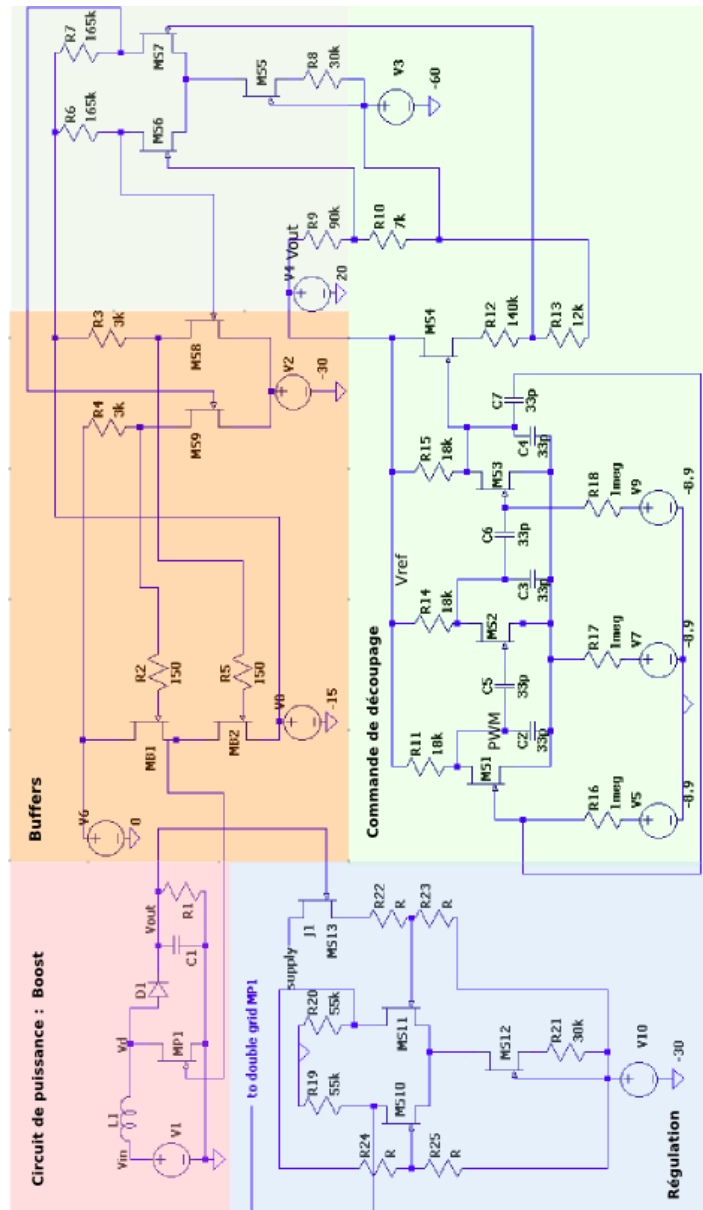 Circuit de puissance : Boost
Vin
L1
V1
Vd
MP1
D1
Vout
C1
R1
Buffers
V6
0
MB1
MB2
R2
150
R5
150
V8
-15
R4
3k
R3
3k
MS9
MS8
V2
-30
R6
165k
R7
165k
MS6
MS7
MS5
R8
30k
V3
-60
to double grid MP1
supply
R19
55k
R20
55k
J1
MS13
R24
R
R25
R
R22
R
R23
R
MS10
MS11
MS12
R21
30k
V10
-30
Régulation
Commande de découpage
V4
Vout
20
R9
90k
R10
7k
R11
18k
R14
18k
R15
18k
Vref
PWM
MS1
MS2
MS3
MS4
C2
33p
C5
33p
C3
33p
C6
33p
C4
33p
C7
33p
R12
140k
R13
12k
R16
1meg
R17
1meg
R18
1meg
V5
-8.9
V7
-8.9
V9
-8.9